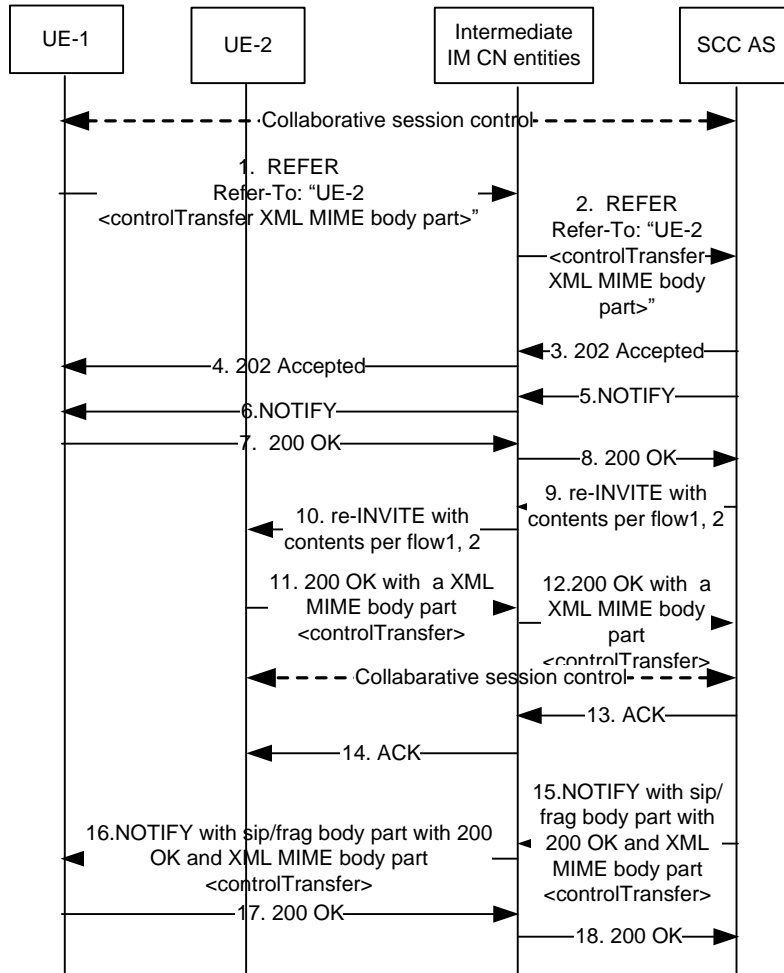 UE-1
UE-2
Intermediate
IM CN entities
SCC AS
Collaborative session control
1. REFER
Refer-To: “UE-2
<controlTransfer XML MIME body part>”
2. REFER
Refer-To: “UE-2
<controlTransfer
XML MIME body
part>”
3. 202 Accepted
4. 202 Accepted
5.NOTIFY
6.NOTIFY
7. 200 OK
8. 200 OK
9. re-INVITE with
contents per flow1, 2
10. re-INVITE with
contents per flow1, 2
11. 200 OK with a XML
MIME body part
<controlTransfer>
12.200 OK with a
XML MIME body
part
<controlTransfer>
Collabarative session control
13. ACK
14. ACK
15.NOTIFY with sip/
frag body part with
200 OK and XML
MIME body part
<controlTransfer>
16.NOTIFY with sip/frag body part with 200
OK and XML MIME body part
<controlTransfer>
17. 200 OK
18. 200 OK